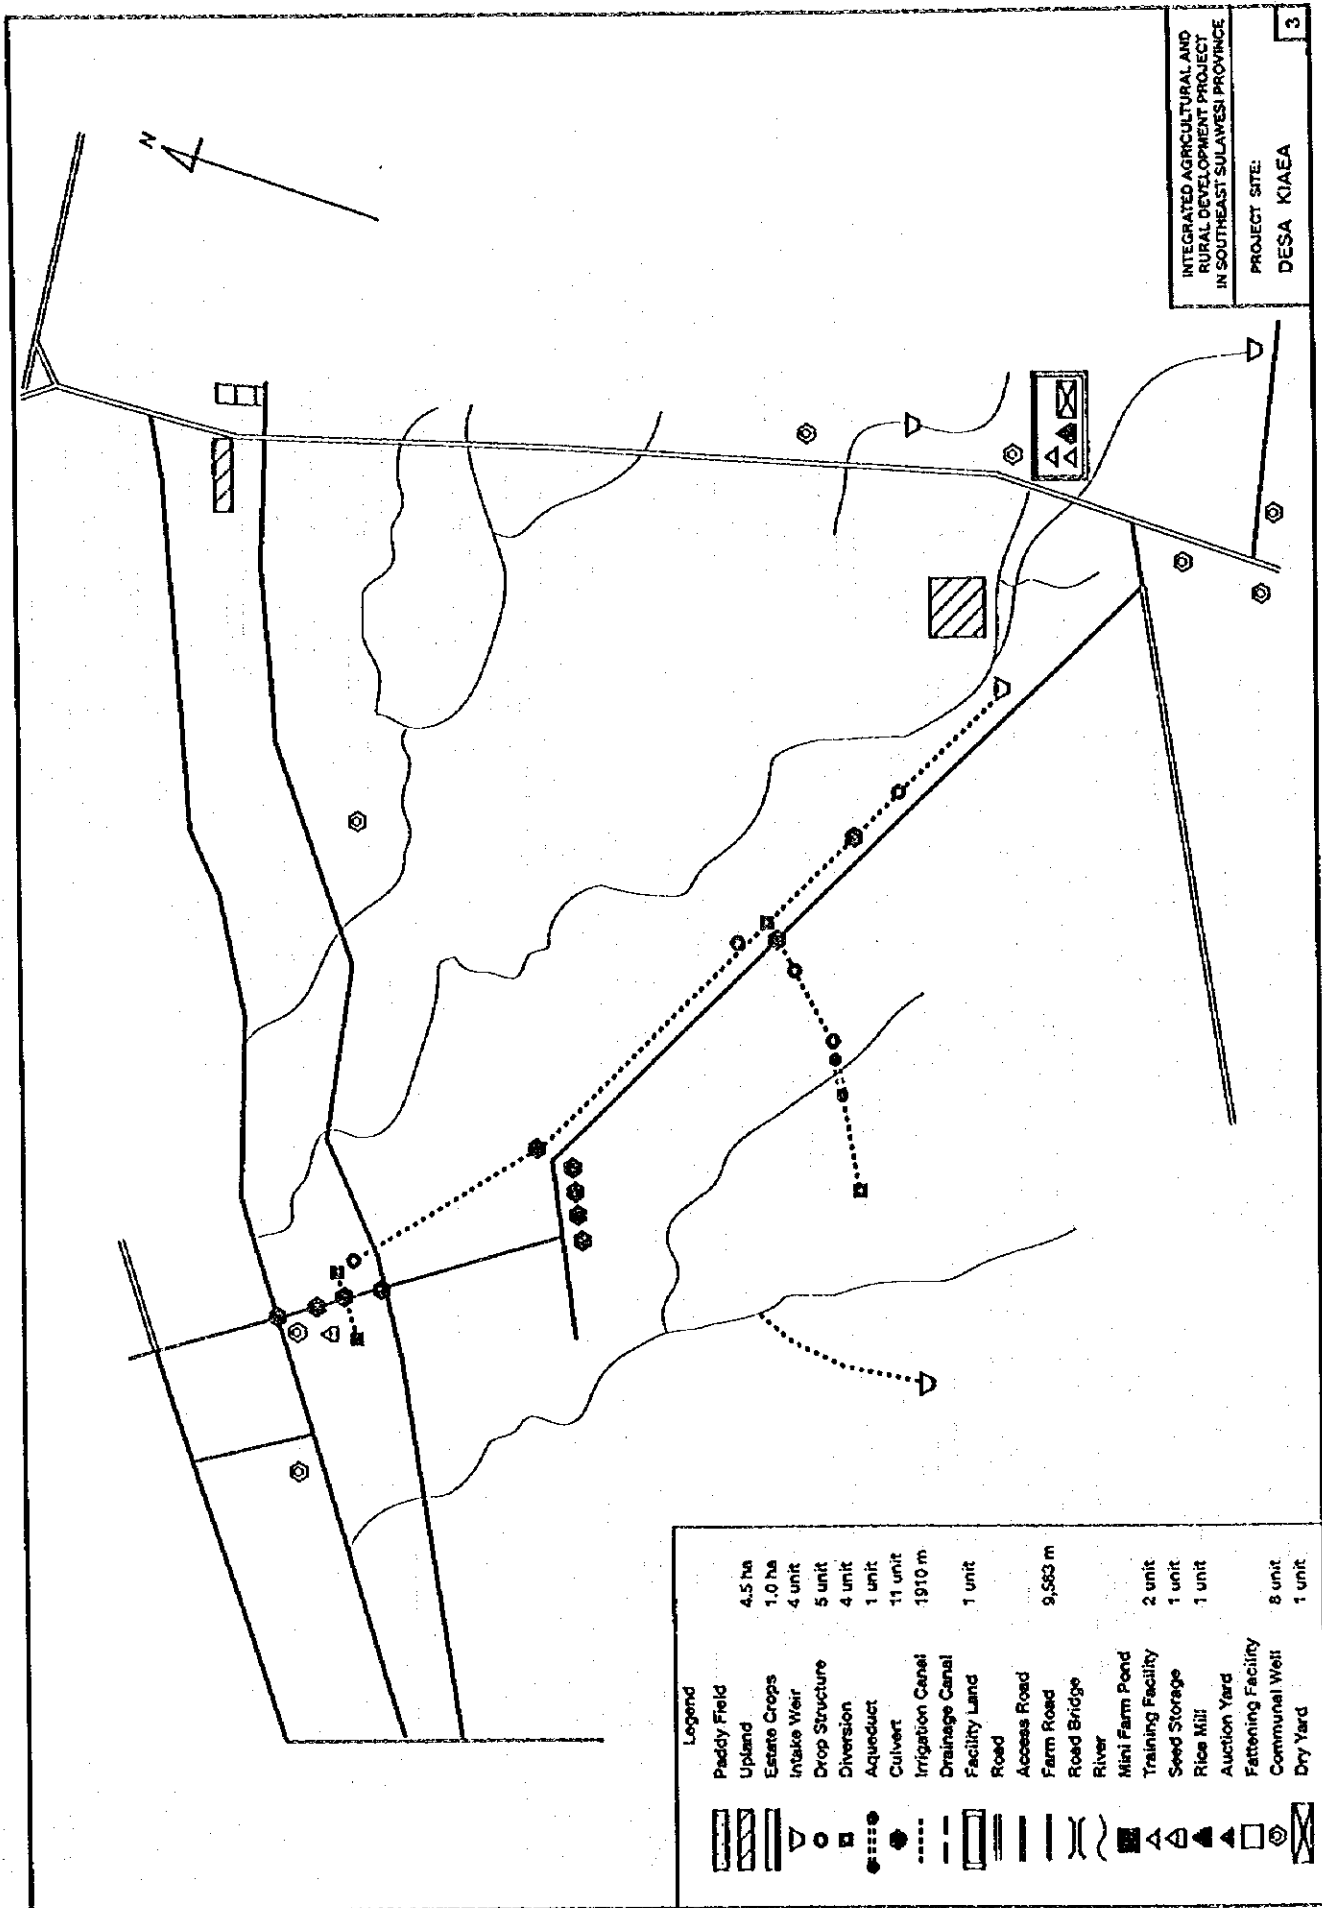 N
INTEGRATED AGRICULTURAL AND
RURAL DEVELOPMENT PROJECT
IN SOUTHEAST SULAWESI PROVINCE
PROJECT SITE:
DESA KIAEA
3
Legend
Paddy Field
Upland 4.5 ha
Estate Crops 1.0 ha
Intake Weir 4 unit
Drop Structure 5 unit
Diversion 4 unit
Aqueduct 1 unit
Culvert 11 unit
Irrigation Canal 1910 m
Drainage Canal
Facility Land 1 unit
Road
Access Road
Farm Road 9,563 m
Road Bridge
River
Mini Farm Pond
Training Facility 2 unit
Seed Storage 1 unit
Rice Mill 1 unit
Auction Yard
Fattening Facility
Communal Well 8 unit
Dry Yard 1 unit